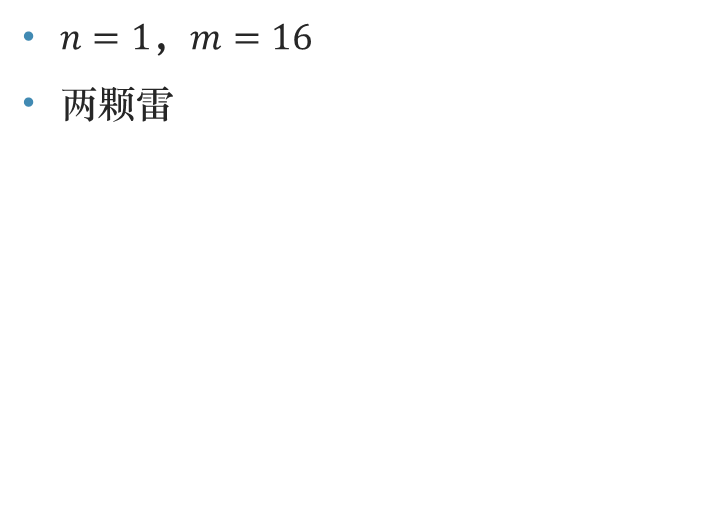 • n = 1，m = 16
• 两颗雷